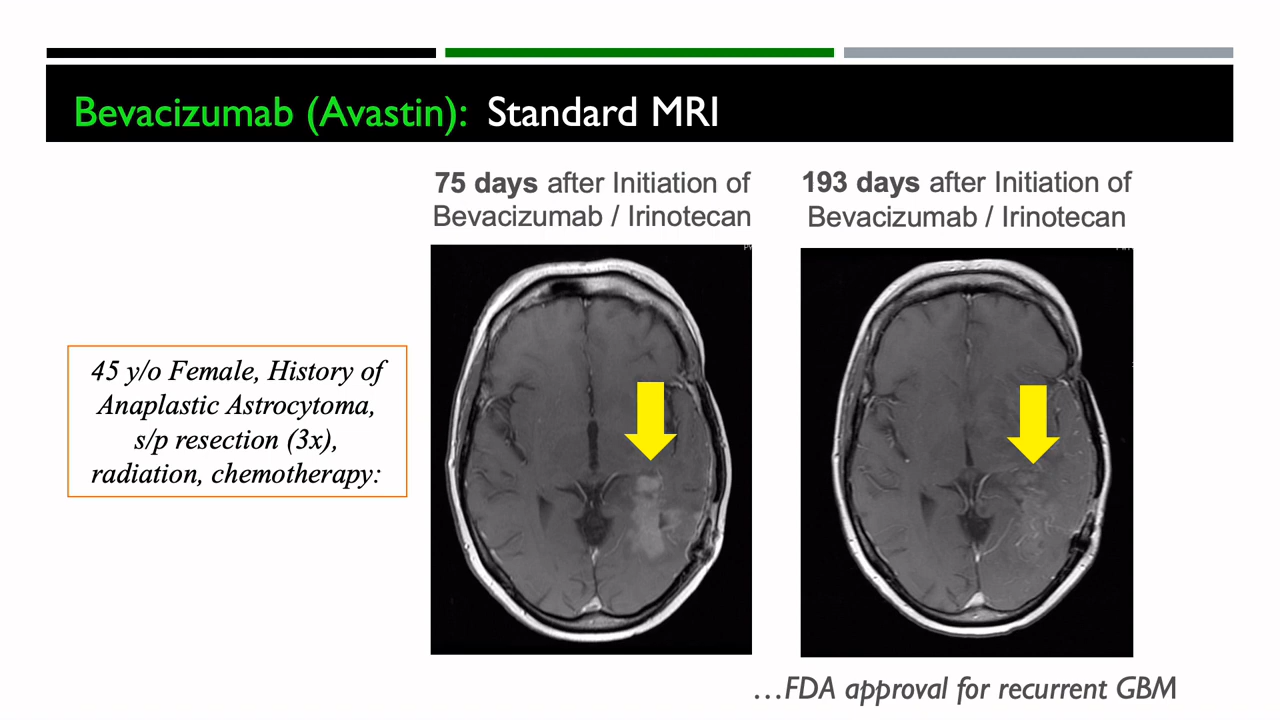 Bevacizumab (Avastin): Standard MRI
75 days after Initiation of
Bevacizumab / Irinotecan
193 days after Initiation of
Bevacizumab / Irinotecan
45 y/o Female, History of
Anaplastic Astrocytoma,
s/p resection (3x),
radiation, chemotherapy:
…FDA approval for recurrent GBM